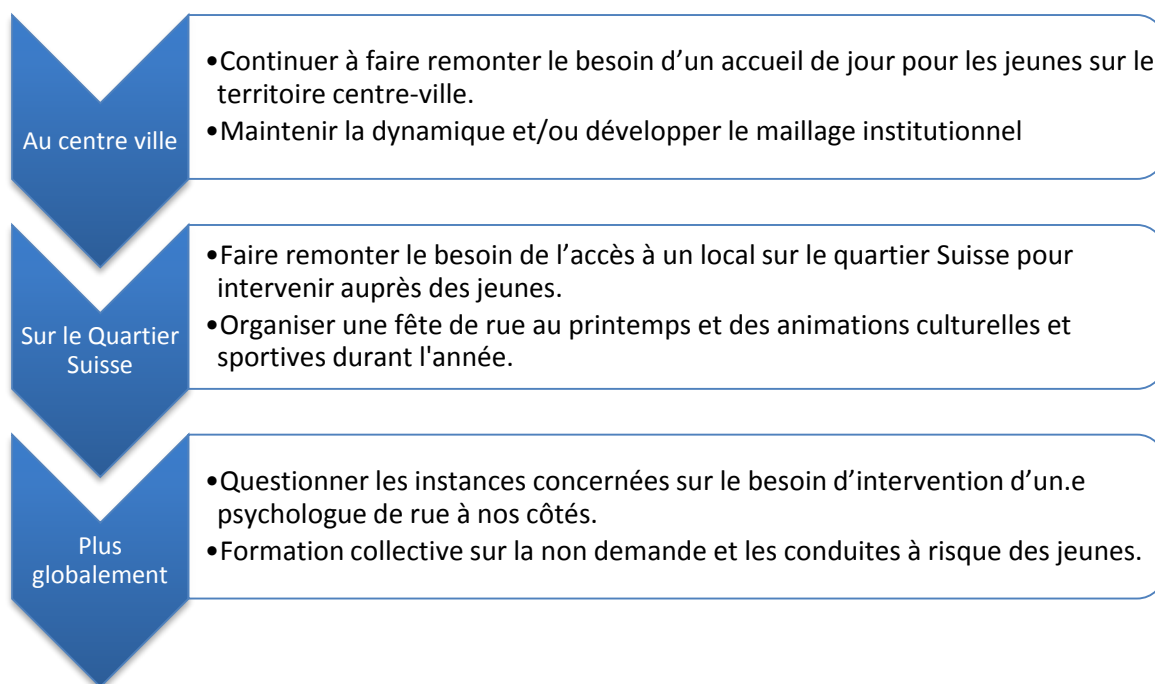 Au centre ville
•Continuer à faire remonter le besoin d’un accueil de jour pour les jeunes sur le
territoire centre-ville.
•Maintenir la dynamique et/ou développer le maillage institutionnel
Sur le Quartier
Suisse
•Faire remonter le besoin de l’accès à un local sur le quartier Suisse pour
intervenir auprès des jeunes.
•Organiser une fête de rue au printemps et des animations culturelles et
sportives durant l'année.
Plus
globalement
•Questionner les instances concernées sur le besoin d’intervention d’un.e
psychologue de rue à nos côtés.
•Formation collective sur la non demande et les conduites à risque des jeunes.